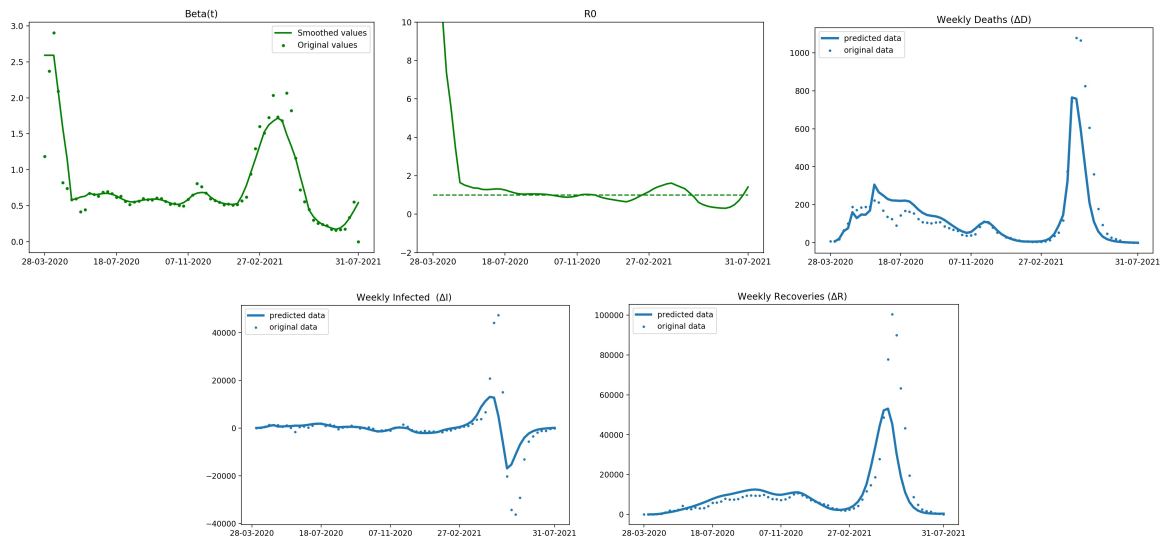 Beta(t)
3.0
2.5
2.0
1.5
1.0
0.5
0.0
Smoothed values
Original values
28-03-2020 18-07-2020 07-11-2020 27-02-2021 31-07-2021
R0
10
8
6
4
2
0
−2
28-03-2020 18-07-2020 07-11-2020 27-02-2021 31-07-2021
Weekly Deaths (ΔD)
predicted data
original data
1000
800
600
400
200
0
28-03-2020 18-07-2020 07-11-2020 27-02-2021 31-07-2021
Weekly Infected (ΔI)
predicted data
original data
40000
20000
0
−20000
−40000
28-03-2020 18-07-2020 07-11-2020 27-02-2021 31-07-2021
Weekly Recoveries (ΔR)
100000
predicted data
original data
80000
60000
40000
20000
0
28-03-2020 18-07-2020 07-11-2020 27-02-2021 31-07-2021